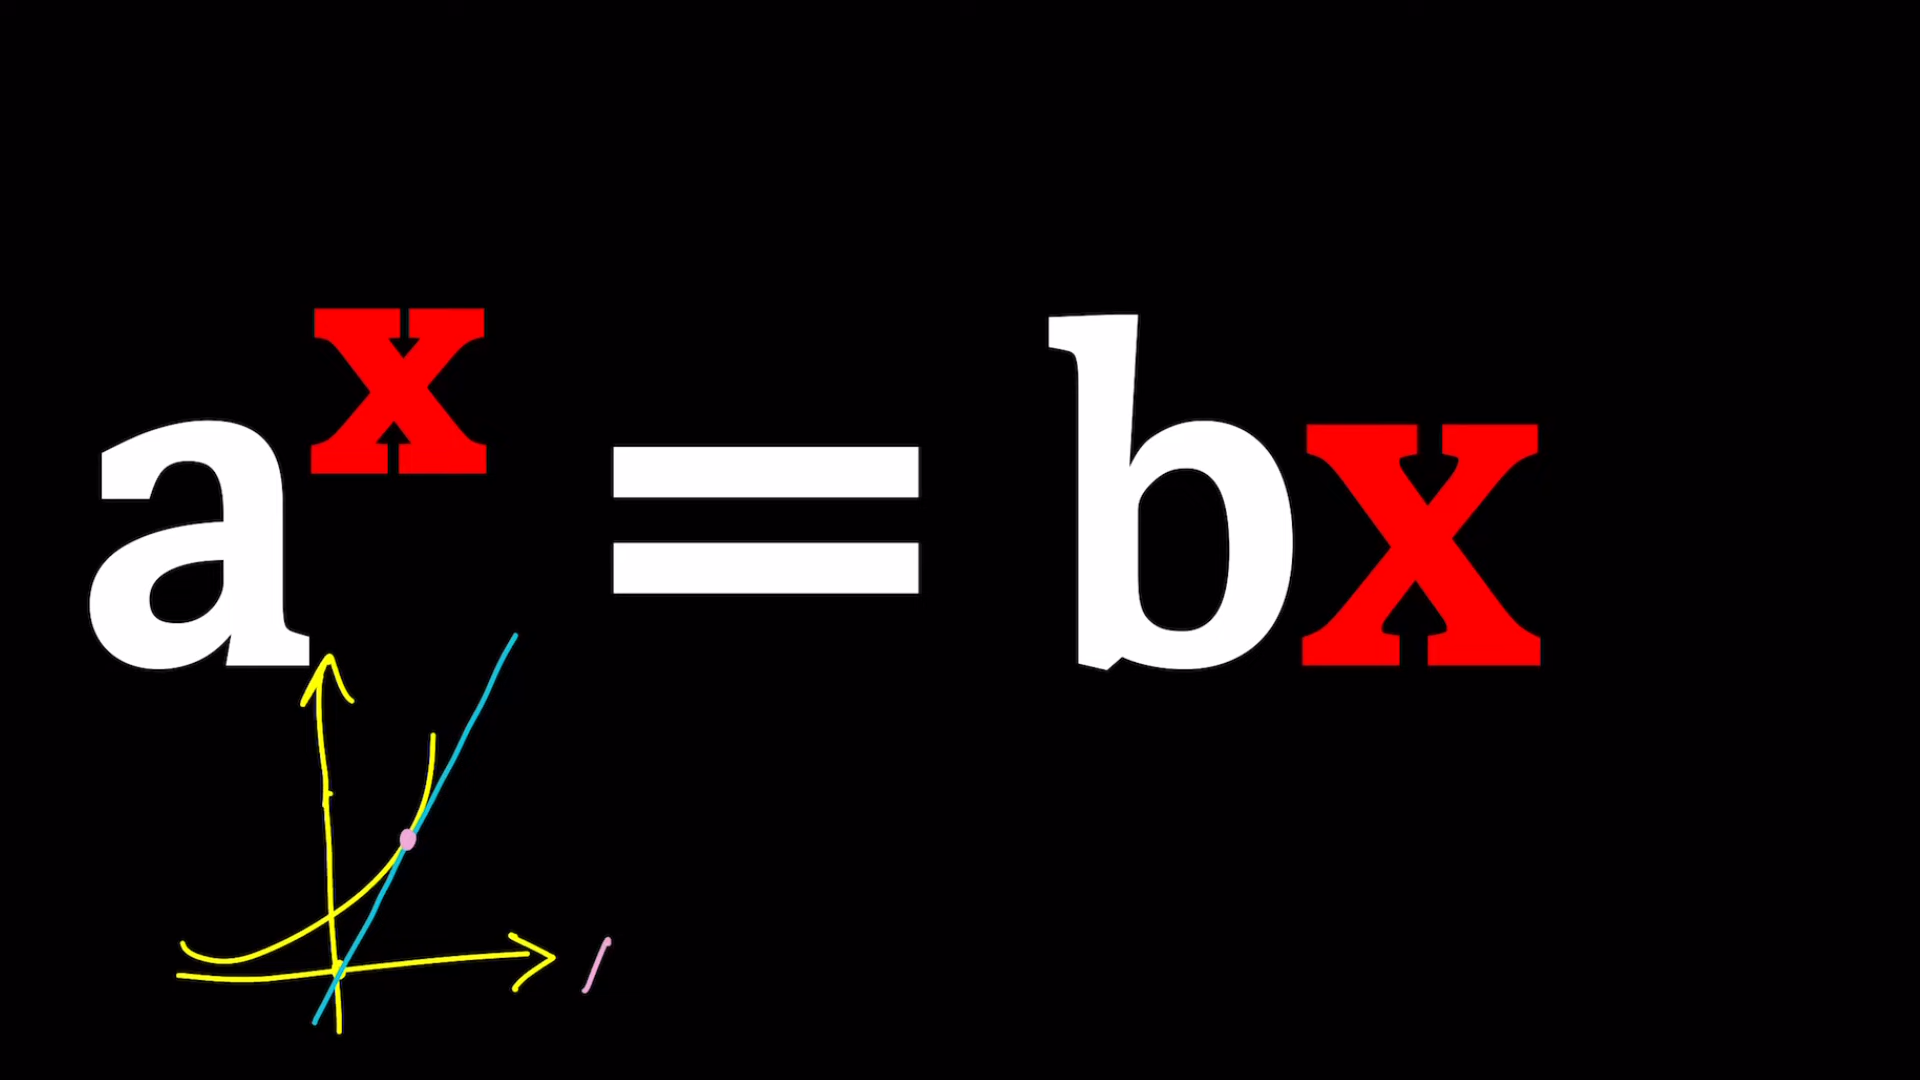 aˣ = bx